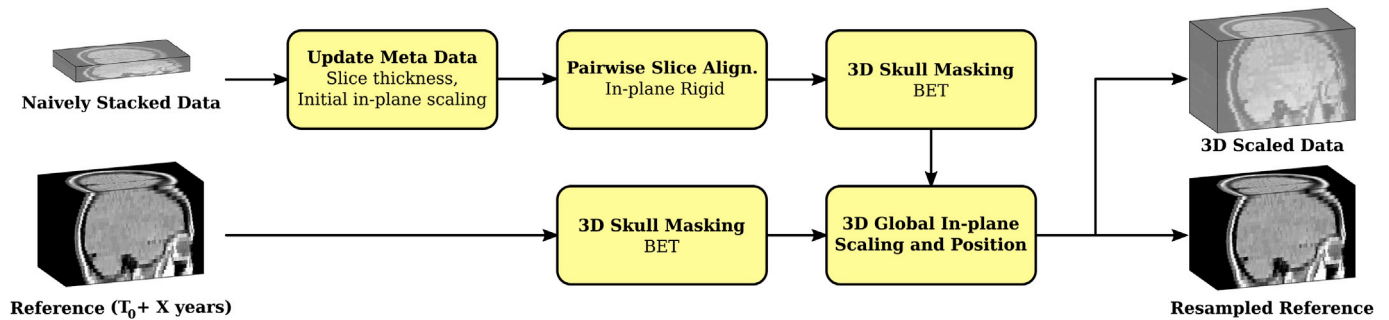 Naively Stacked Data
Update Meta Data
Slice thickness,
Initial in-plane scaling
Pairwise Slice Align.
In-plane Rigid
3D Skull Masking
BET
3D Scaled Data
Reference (T0+ X years)
3D Skull Masking
BET
3D Global In-plane
Scaling and Position
Resampled Reference